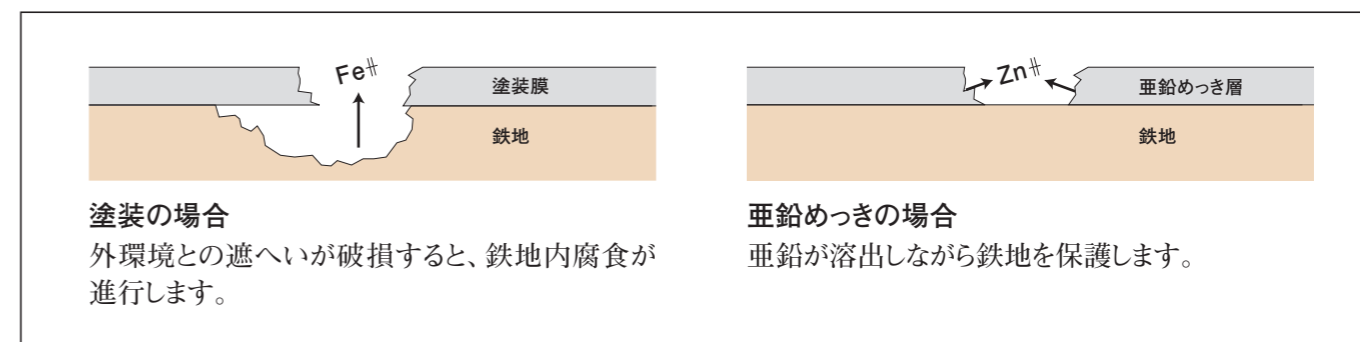 Fe⧺
塗装膜
鉄地
Zn⧺
亜鉛めっき層
鉄地
塗装の場合
外環境との遮へいが破損すると、鉄地内腐食が
進行します。
亜鉛めっきの場合
亜鉛が溶出しながら鉄地を保護します。